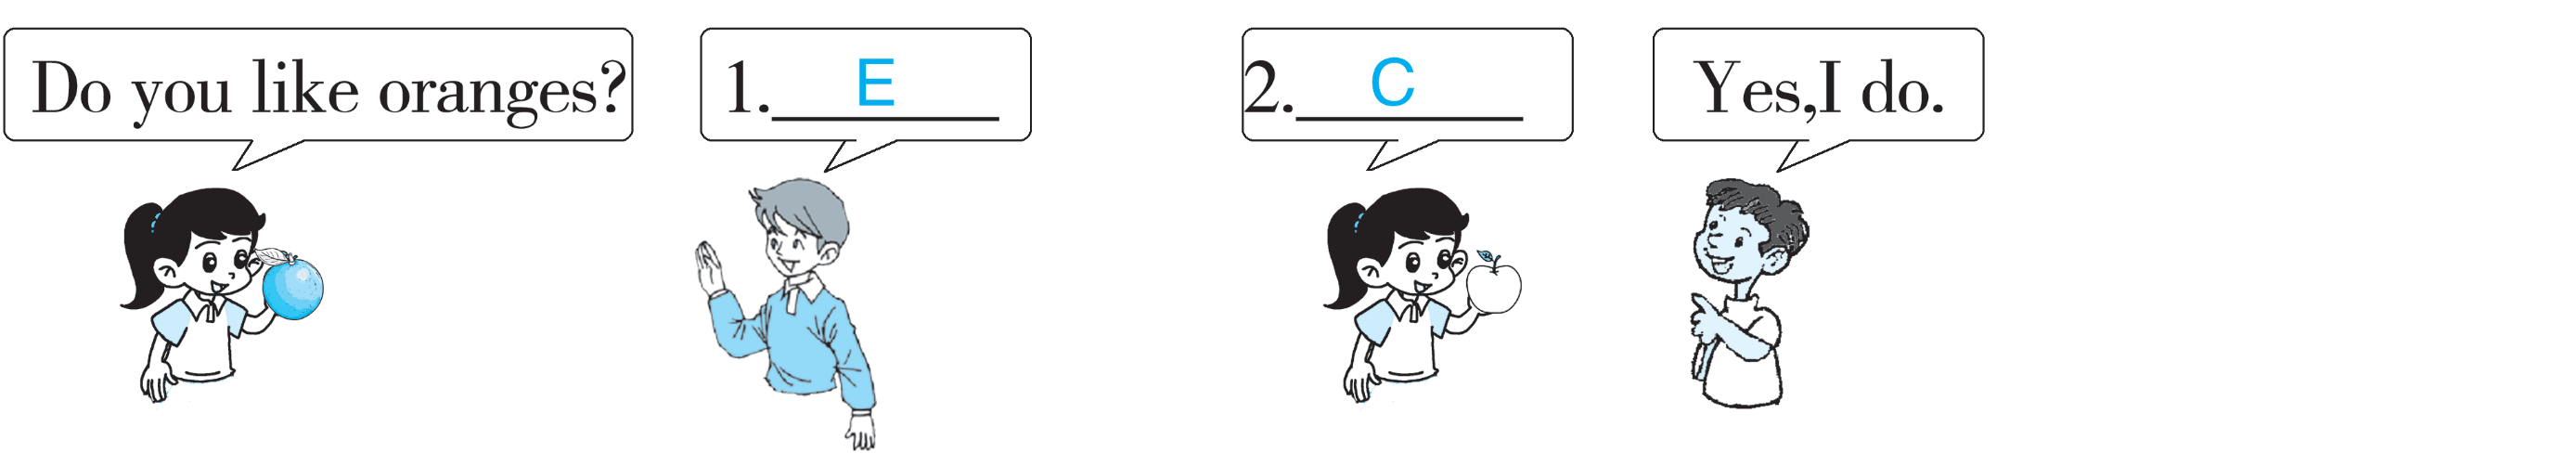 Do you like oranges?
1. E
2. C
Yes,I do.